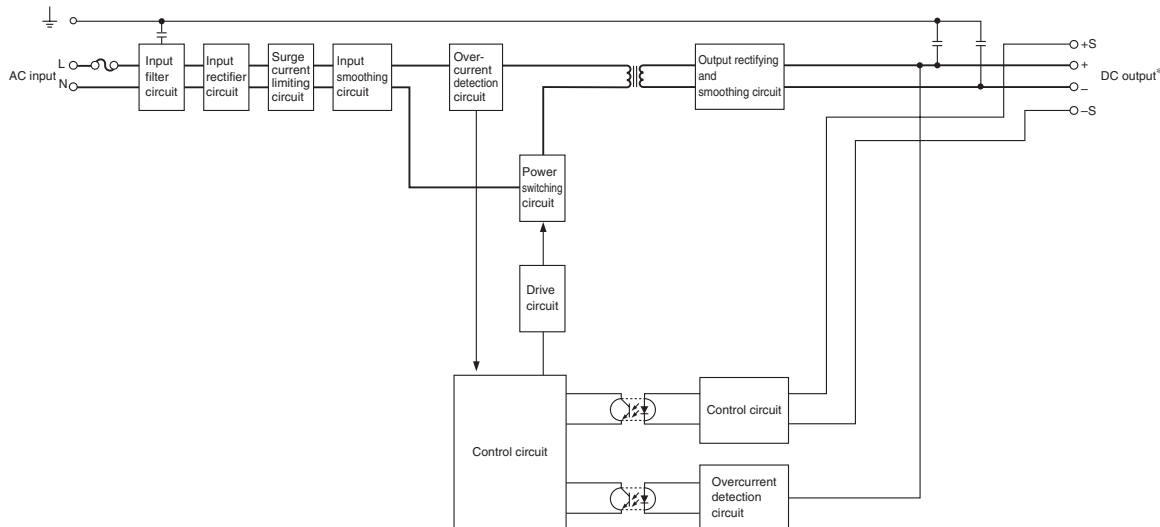 +S
L
AC input
N
Input
filter
circuit
Input
rectifier
circuit
Surge
current
limiting
circuit
Input
smoothing
circuit
Over-
current
detection
circuit
Output rectifying
and
smoothing circuit
+
DC output*
–
–S
Power
switching
circuit
Drive
circuit
Control circuit
Control circuit
Overcurrent
detection
circuit